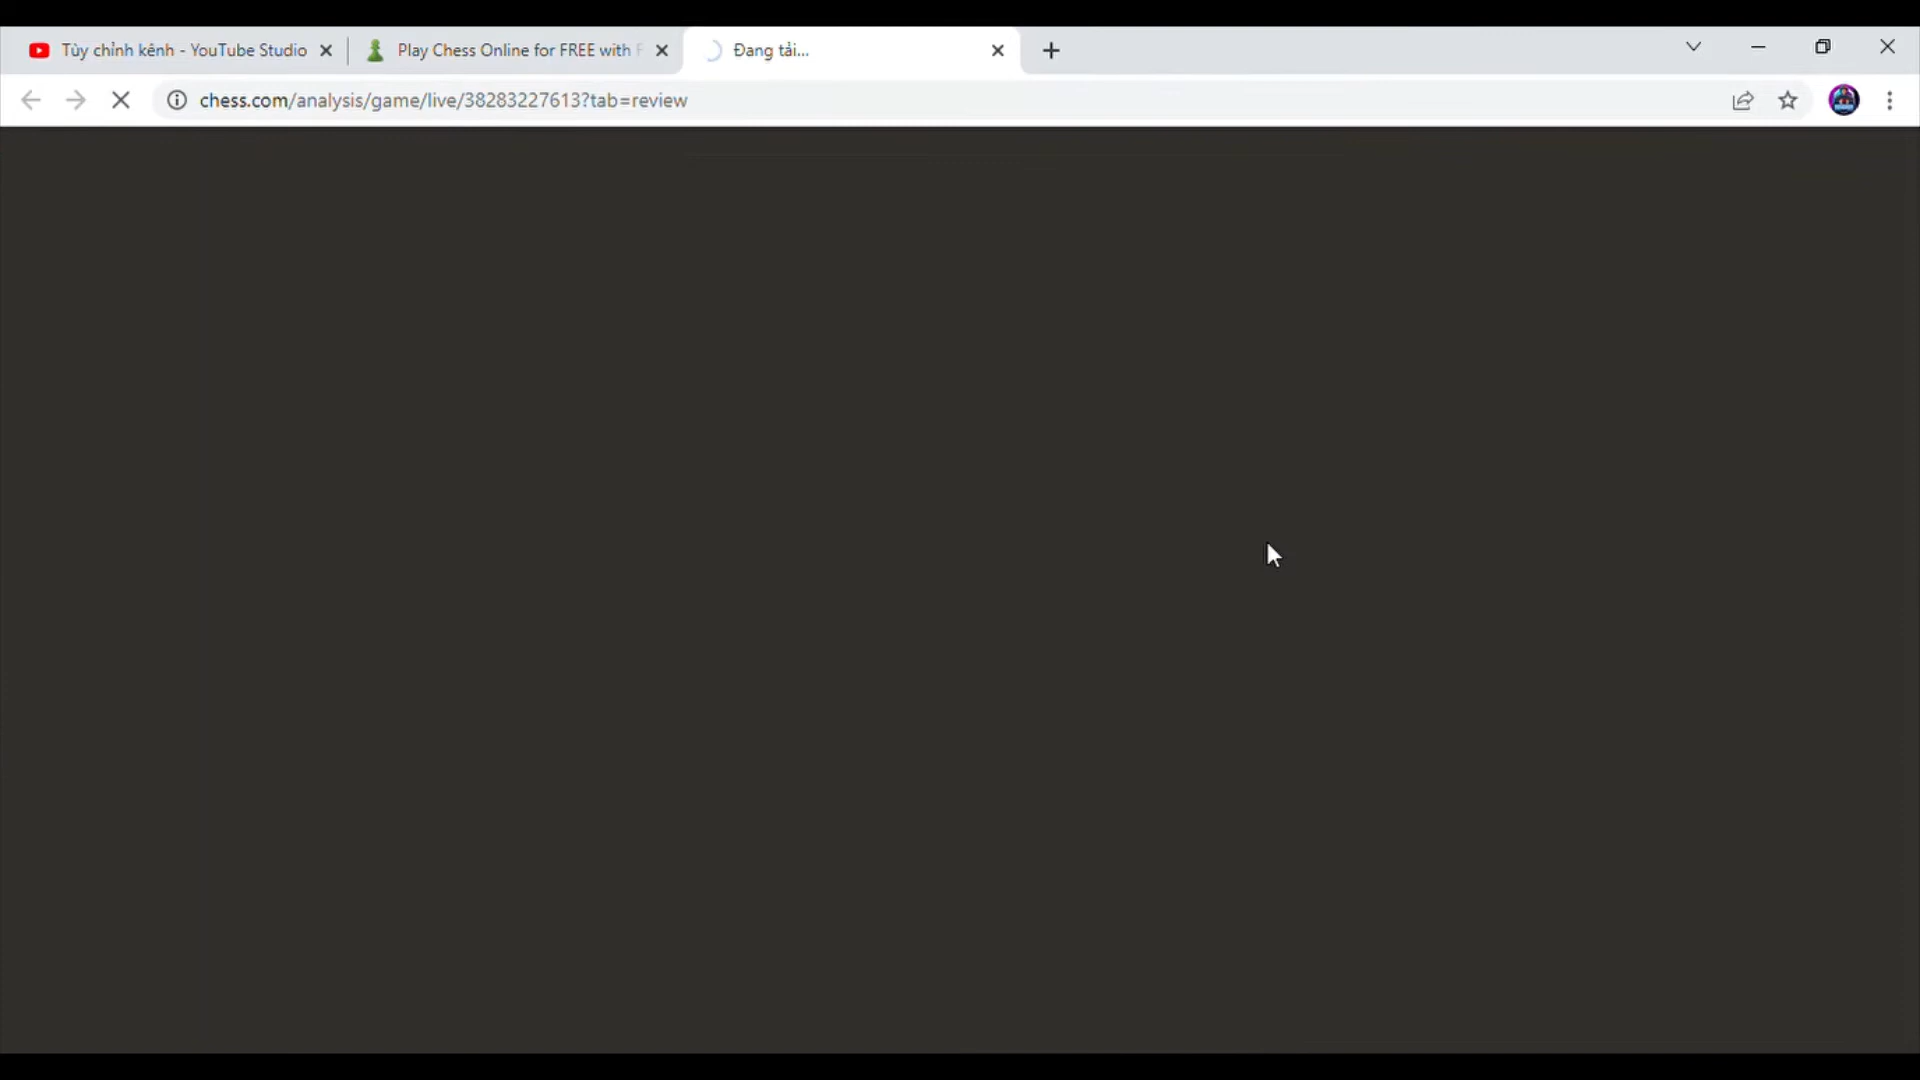 Tùy chỉnh kênh - YouTube Studio
Play Chess Online for FREE with F
Đang tải...
chess.com/analysis/game/live/38283227613?tab=review